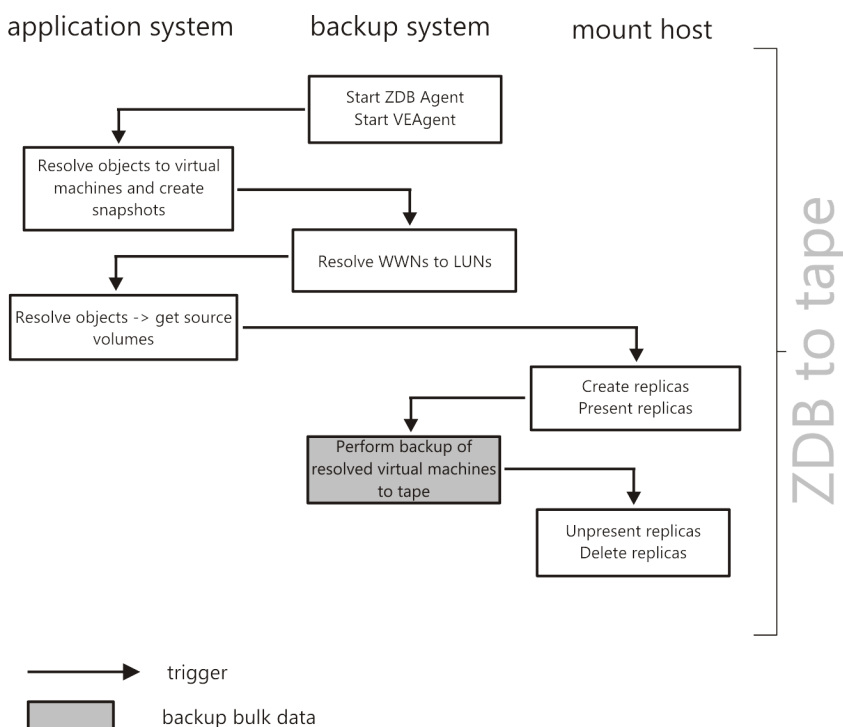 application system
backup system
mount host
Start ZDB Agent
Start VEAgent
Resolve objects to virtual
machines and create
snapshots
Resolve WWNs to LUNs
Resolve objects -> get source
volumes
Create replicas
Present replicas
Perform backup of
resolved virtual machines
to tape
Unpresent replicas
Delete replicas
ZDB to tape
trigger
backup bulk data